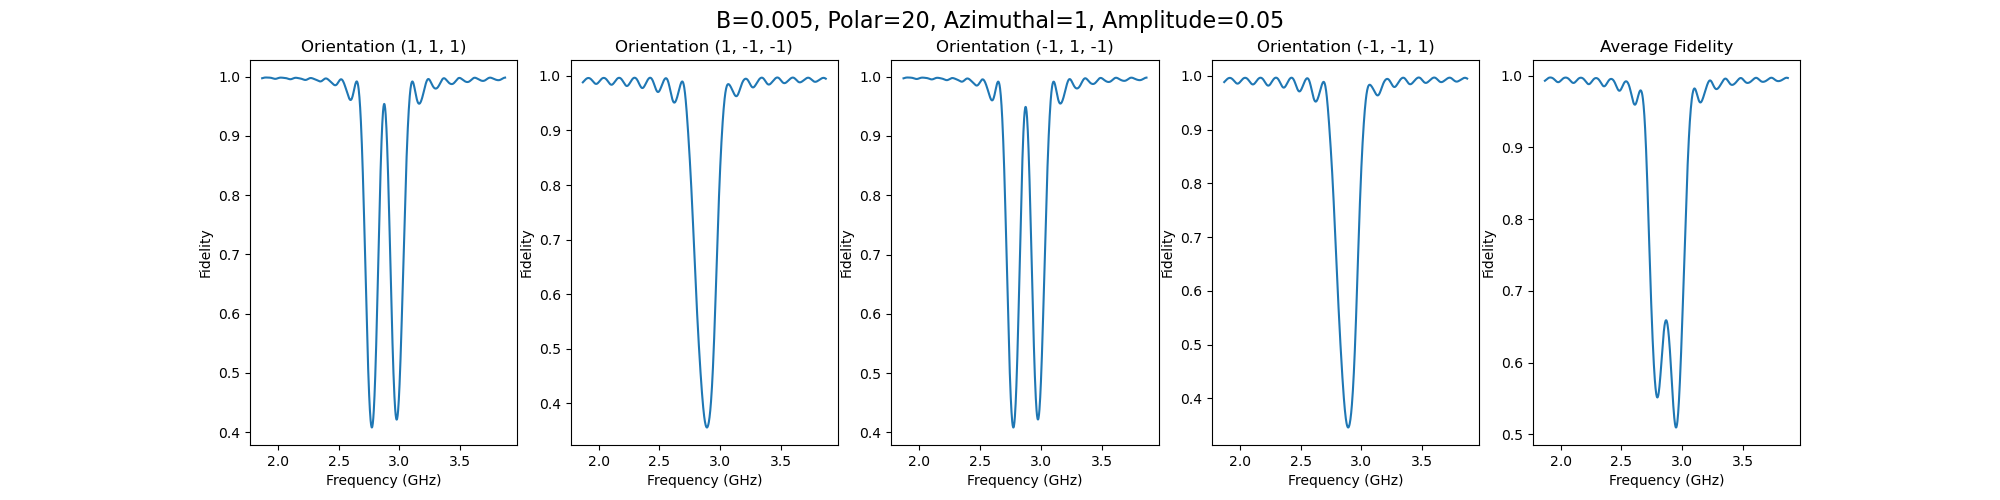 B=0.005, Polar=20, Azimuthal=1, Amplitude=0.05
Orientation (1, 1, 1)
1.0
0.9
0.8
0.7
0.6
0.5
0.4
Fidelity
2.0 2.5 3.0 3.5
Frequency (GHz)
Orientation (1, -1, -1)
1.0
0.9
0.8
0.7
0.6
0.5
0.4
Fidelity
2.0 2.5 3.0 3.5
Frequency (GHz)
Orientation (-1, 1, -1)
1.0
0.9
0.8
0.7
0.6
0.5
0.4
Fidelity
2.0 2.5 3.0 3.5
Frequency (GHz)
Orientation (-1, -1, 1)
1.0
0.9
0.8
0.7
0.6
0.5
0.4
Fidelity
2.0 2.5 3.0 3.5
Frequency (GHz)
Average Fidelity
1.0
0.9
0.8
0.7
0.6
0.5
Fidelity
2.0 2.5 3.0 3.5
Frequency (GHz)